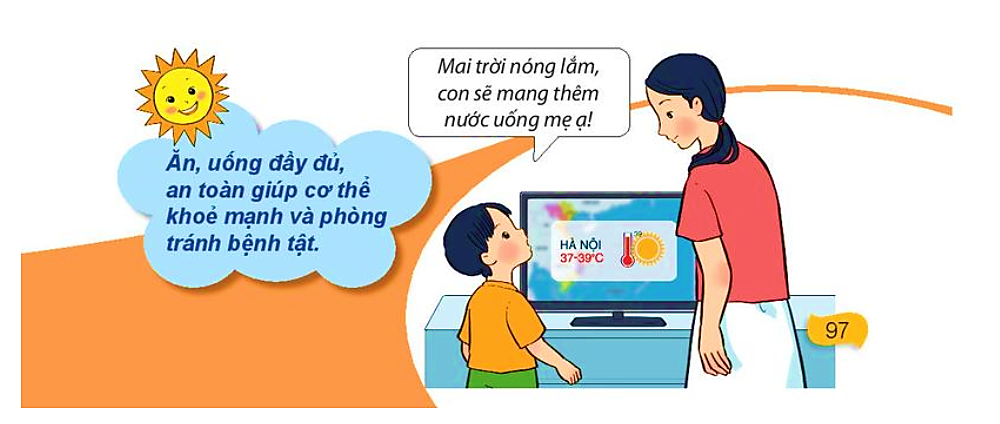 Mai trời nóng lắm,
con sẽ mang thêm
nước uống mẹ ạ!
Ăn, uống đầy đủ,
an toàn giúp cơ thể
khoẻ mạnh và phòng
tránh bệnh tật.
HÀ NỘI
37-39°C
39
97